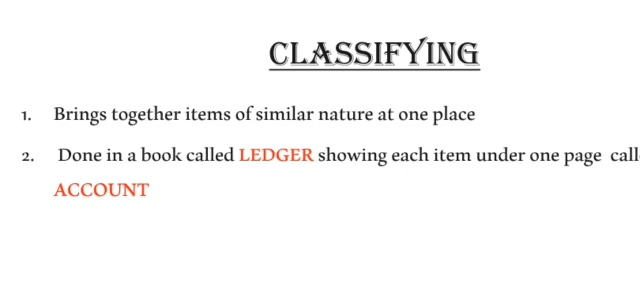 CLASSIFYING
1. Brings together items of similar nature at one place
2. Done in a book called LEDGER showing each item under one page
ACCOUNT